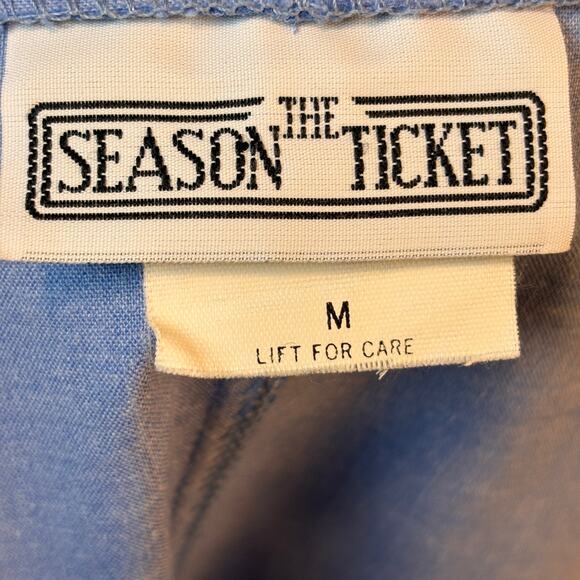 THE
SEASON TICKET
M
LIFT FOR CARE